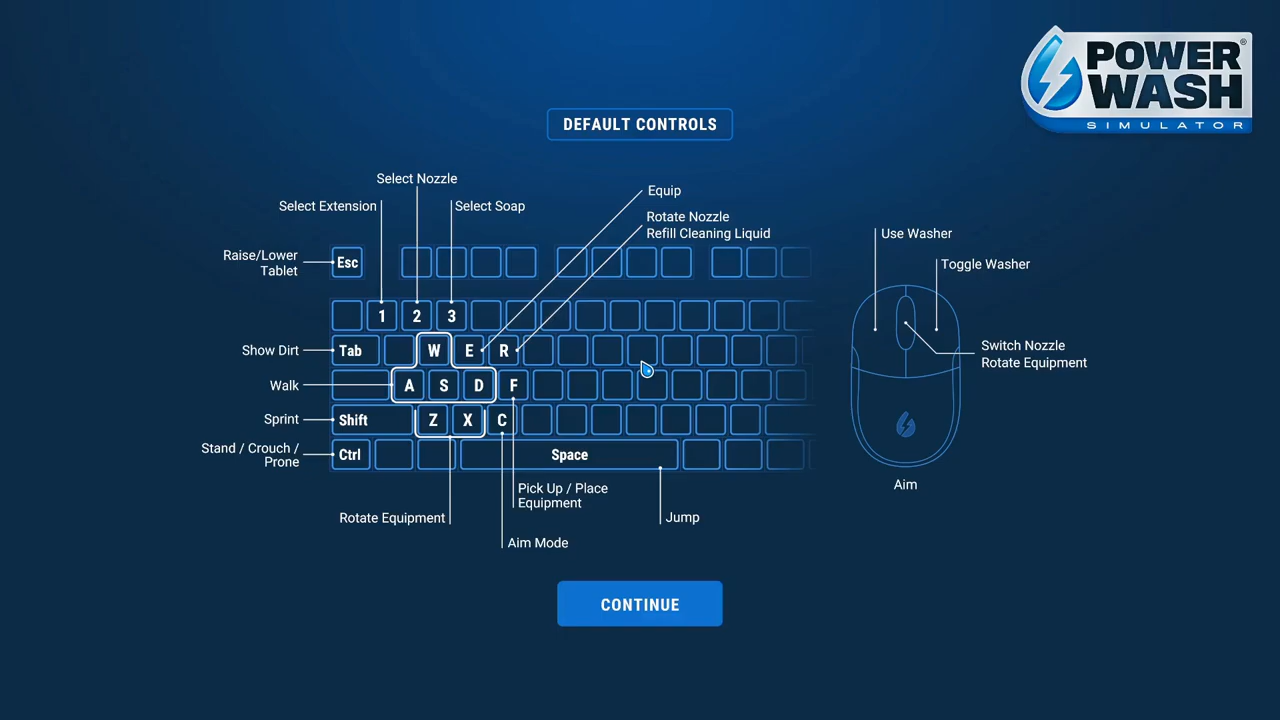 POWER
WASH
SIMULATOR
®
DEFAULT CONTROLS
Select Nozzle
Select Extension
Select Soap
Equip
Rotate Nozzle
Refill Cleaning Liquid
Raise/Lower
Tablet
Esc
1 2 3
Show Dirt
Tab W E R
Walk
A S D F
Sprint
Shift Z X C
Stand / Crouch /
Prone
Ctrl Space
Rotate Equipment
Pick Up / Place
Equipment
Aim Mode
Jump
Use Washer
Toggle Washer
Switch Nozzle
Rotate Equipment
Aim
CONTINUE